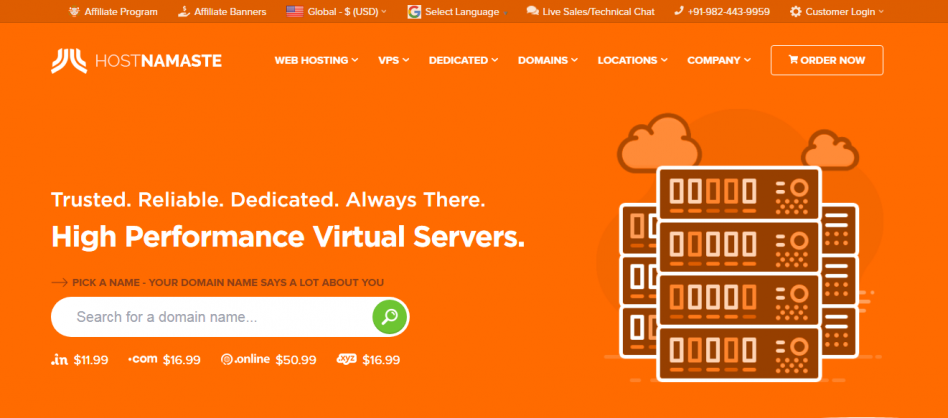 Affiliate Program Affiliate Banners Global - $ (USD) Select Language Live Sales/Technical Chat +91-982-443-9959 Customer Login
HOSTNAMASTE WEB HOSTING VPS DEDICATED DOMAINS LOCATIONS COMPANY ORDER NOW
Trusted. Reliable. Dedicated. Always There.
High Performance Virtual Servers.
PICK A NAME - YOUR DOMAIN NAME SAYS A LOT ABOUT YOU
Search for a domain name...
.in $11.99 .com $16.99 .online $50.99 .xyz $16.99